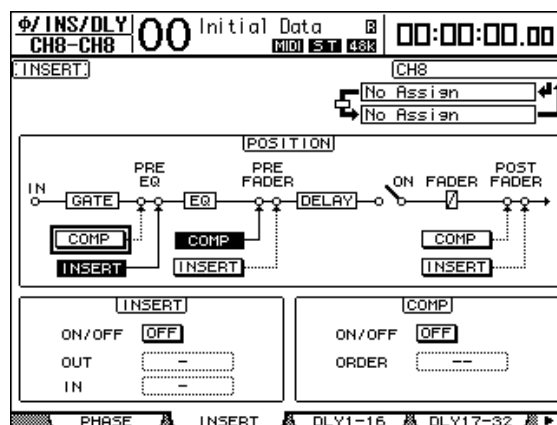 Φ/INS/DLY
CH8-CH8
00
Initial Data
R
MIDI ST 48K
00:00:00.00
INSERT
CH8
No Assign
No Assign
POSITION
PRE EQ
PRE FADER
POST FADER
IN
GATE
EQ
DELAY
ON
FADER
COMP
COMP
COMP
INSERT
INSERT
INSERT
INSERT
ON/OFF OFF
OUT -
IN -
COMP
ON/OFF OFF
ORDER --
PHASE
INSERT
DLY1-16
DLY17-32